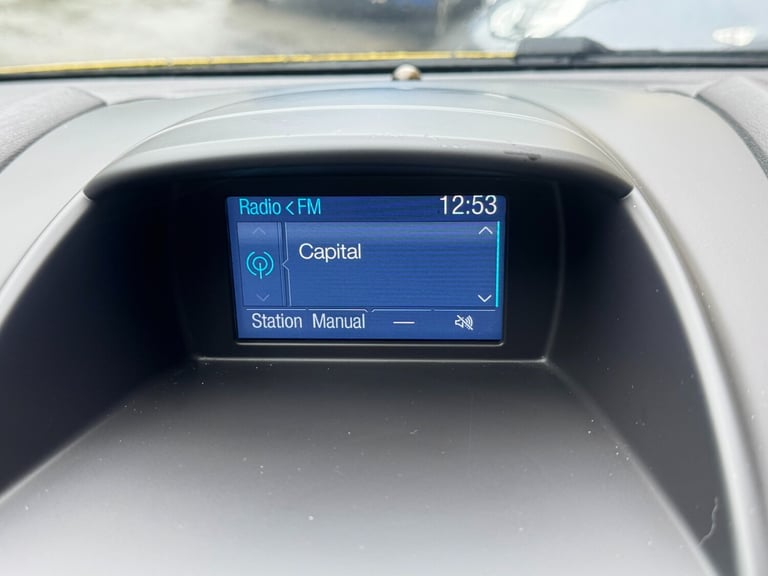 Radio < FM 12:53
Capital
Station Manual —